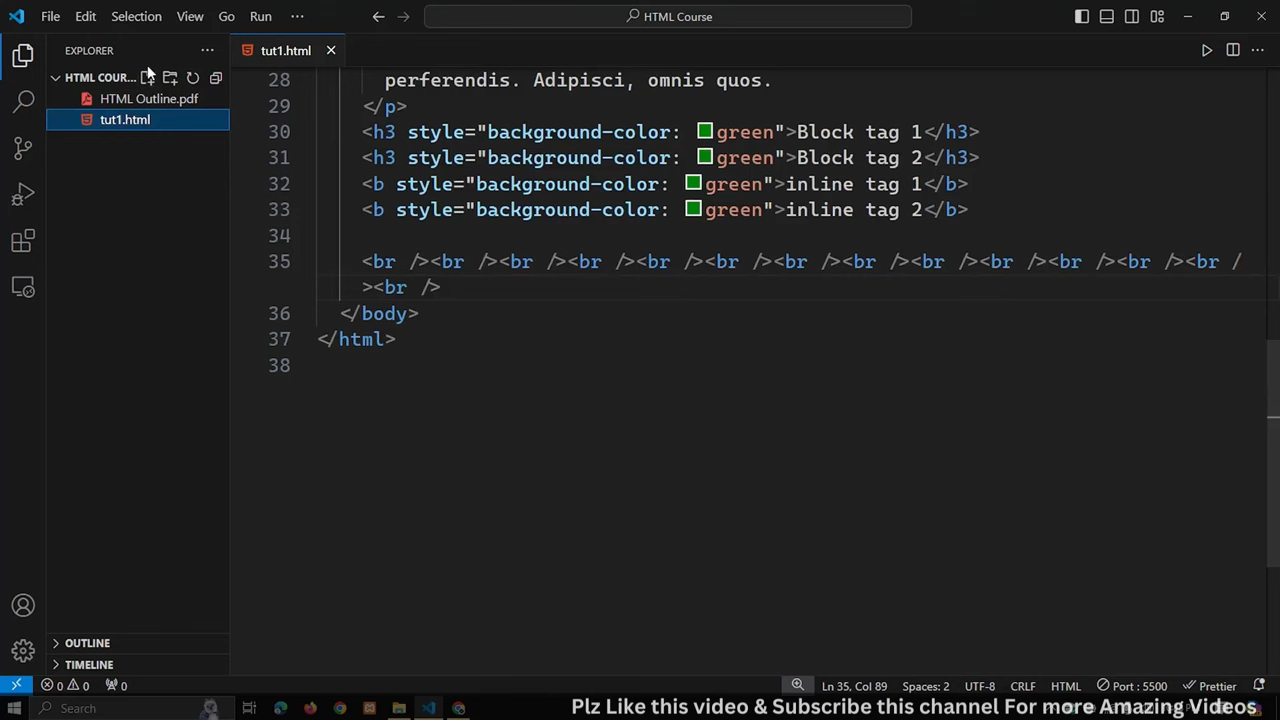 File Edit Selection View Go Run ··· HTML Course
EXPLORER ··· tut1.html
HTML COUR...
HTML Outline.pdf
tut1.html
28 perferendis. Adipisci, omnis quos.
29 </p>
30 <h3 style="background-color: green">Block tag 1</h3>
31 <h3 style="background-color: green">Block tag 2</h3>
32 <b style="background-color: green">inline tag 1</b>
33 <b style="background-color: green">inline tag 2</b>
34
35 <br /><br /><br /><br /><br /><br /><br /><br /><br /><br /><br /><br /><br /
><br />
36 </body>
37 </html>
38
OUTLINE
TIMELINE
0 0 0 Ln 35, Col 89 Spaces: 2 UTF-8 CRLF HTML Port : 5500 Prettier
Search Plz Like this video & Subscribe this channel For more Amazing Videos